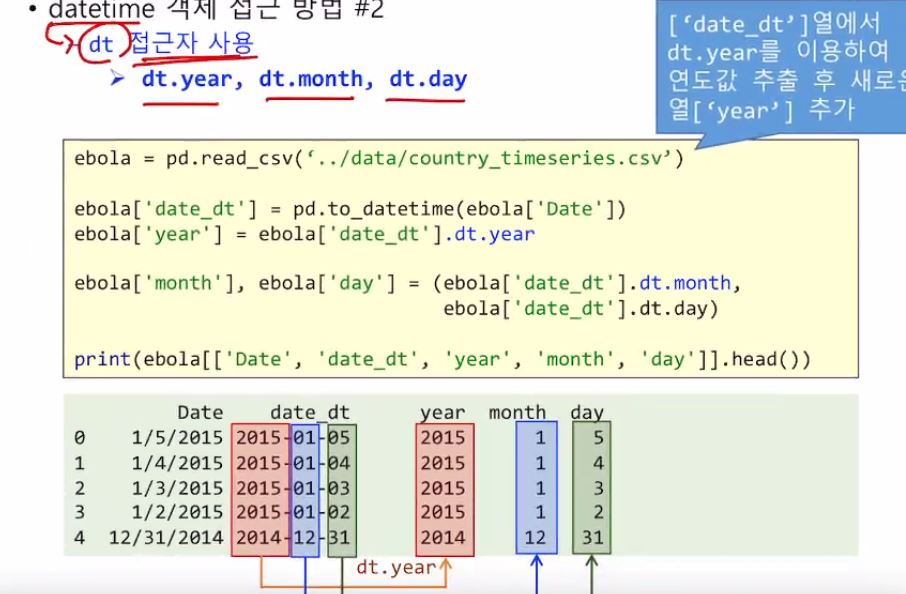 • datetime 객체 접근 방법 #2
dt 접근자 사용
➢ dt.year, dt.month, dt.day
[‘date_dt’]열에서
dt.year를 이용하여
연도값 추출 후 새로운
열[‘year’] 추가
ebola = pd.read_csv(‘../data/country_timeseries.csv’)
ebola['date_dt'] = pd.to_datetime(ebola['Date'])
ebola['year'] = ebola['date_dt'].dt.year
ebola['month'], ebola['day'] = (ebola['date_dt'].dt.month,
ebola['date_dt'].dt.day)
print(ebola[['Date', 'date_dt', 'year', 'month', 'day']].head())
Date date_dt year month day
0 1/5/2015 2015-01-05 2015 1 5
1 1/4/2015 2015-01-04 2015 1 4
2 1/3/2015 2015-01-03 2015 1 3
3 1/2/2015 2015-01-02 2015 1 2
4 12/31/2014 2014-12-31 2014 12 31
dt.year